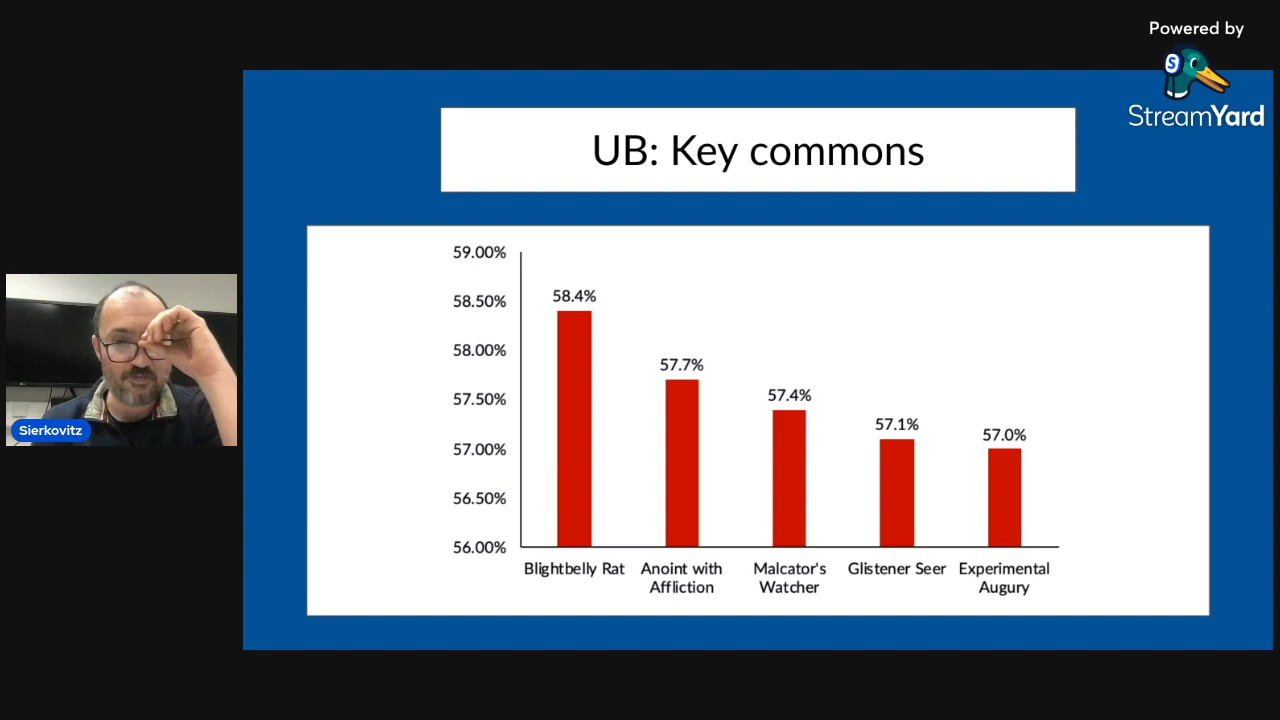 Powered by
S
StreamYard
UB: Key commons
59.00%
58.50%
58.00%
57.50%
57.00%
56.50%
56.00%
58.4%
57.7%
57.4%
57.1%
57.0%
Blightbelly Rat
Anoint with
Affliction
Malcator's
Watcher
Glistener Seer
Experimental
Augury
Sierkovitz